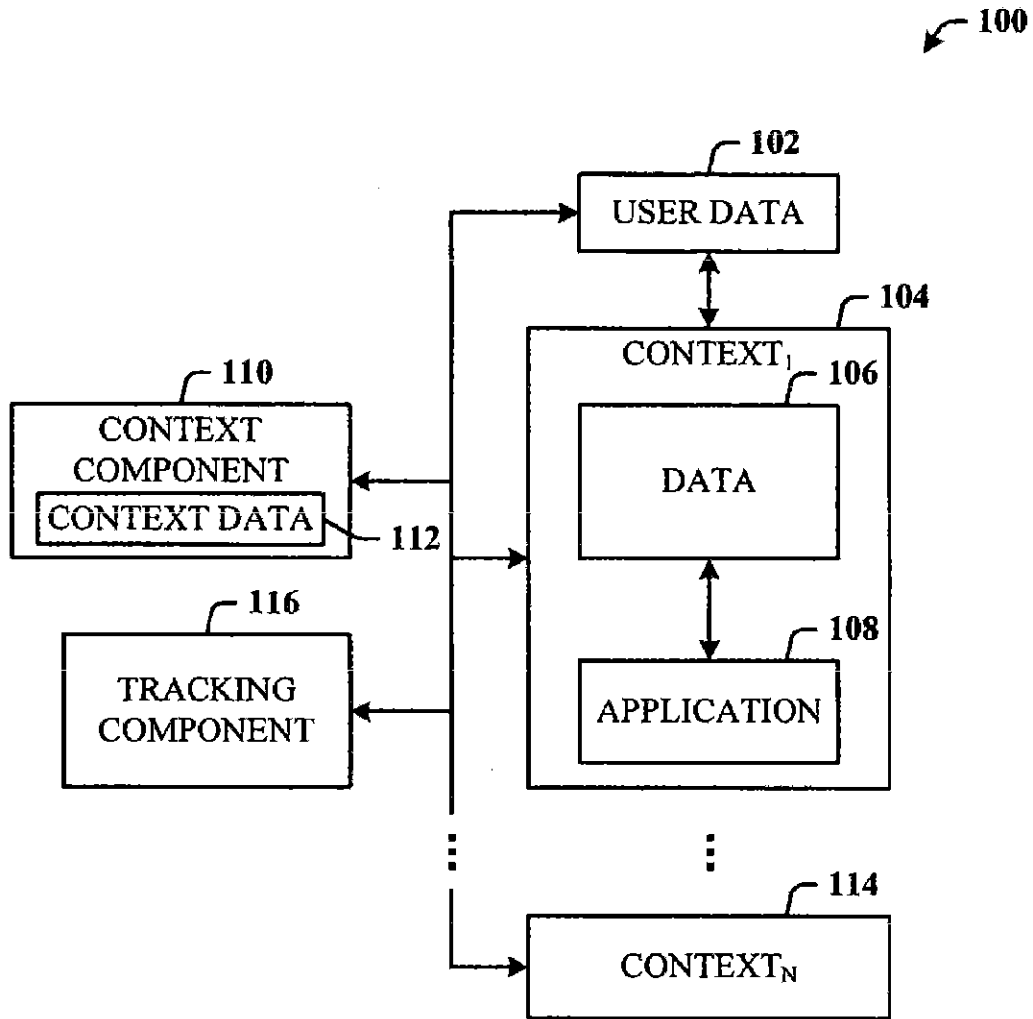 100
102
USER DATA
104
CONTEXT1
106
DATA
110
CONTEXT
COMPONENT
CONTEXT DATA
112
116
TRACKING
COMPONENT
108
APPLICATION
114
CONTEXTN